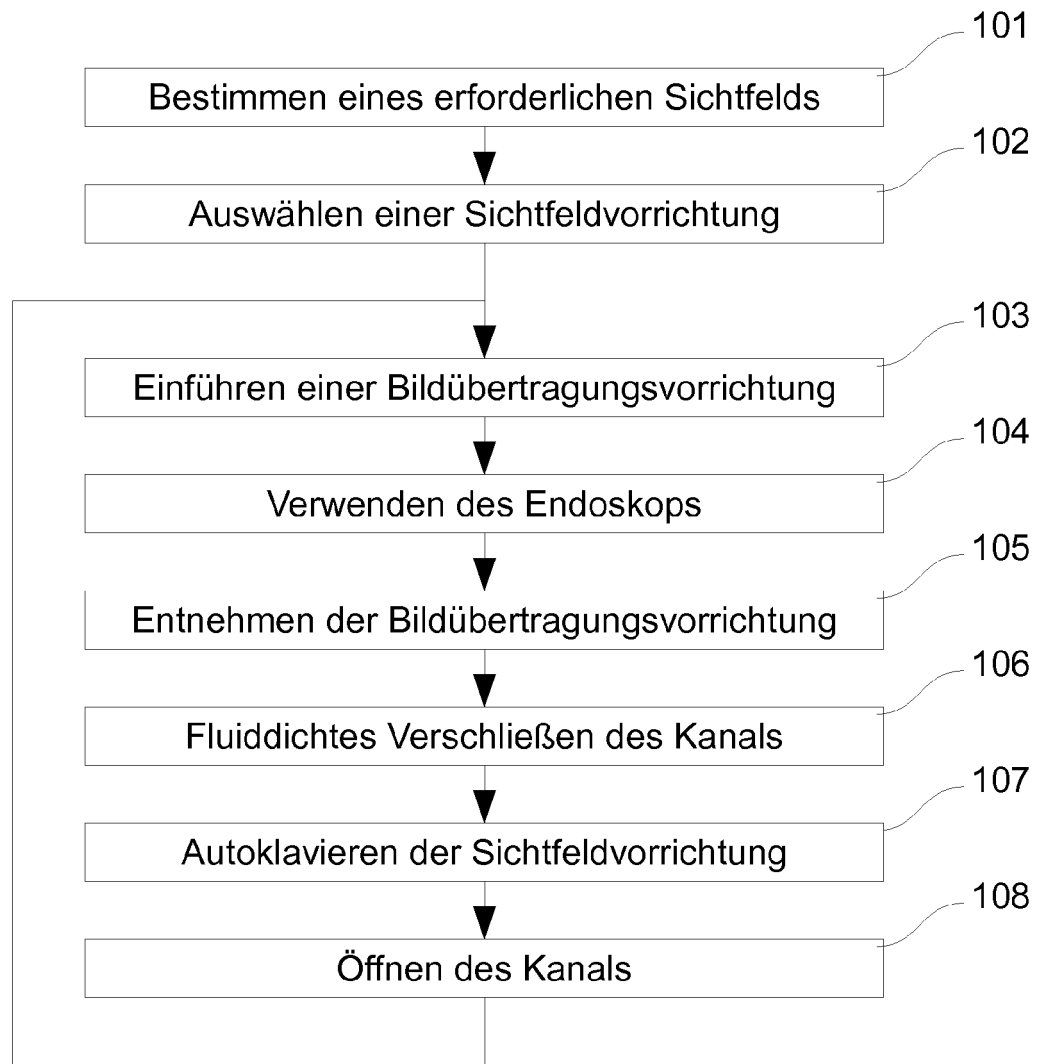 101
Bestimmen eines erforderlichen Sichtfelds
102
Auswählen einer Sichtfeldvorrichtung
103
Einführen einer Bildübertragungsvorrichtung
104
Verwenden des Endoskops
105
Entnehmen der Bildübertragungsvorrichtung
106
Fluiddichtes Verschließen des Kanals
107
Autoklavieren der Sichtfeldvorrichtung
108
Öffnen des Kanals